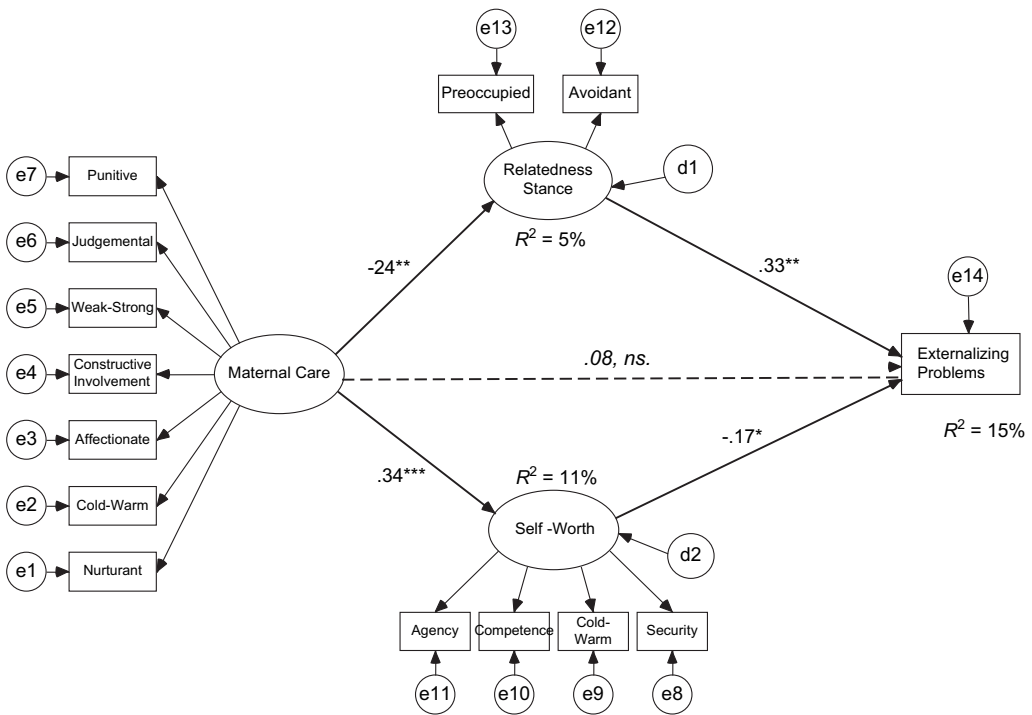 e13
e12
Preoccupied
Avoidant
Relatedness
Stance
d1
R² = 5%
e7
Punitive
e6
Judgemental
e5
Weak-Strong
e4
Constructive
Involvement
e3
Affectionate
e2
Cold-Warm
e1
Nurturant
Maternal Care
-24**
.33**
.08, ns.
.34***
-.17*
e14
Externalizing
Problems
R² = 15%
R² = 11%
Self -Worth
d2
Agency
Competence
Cold-
Warm
Security
e11
e10
e9
e8